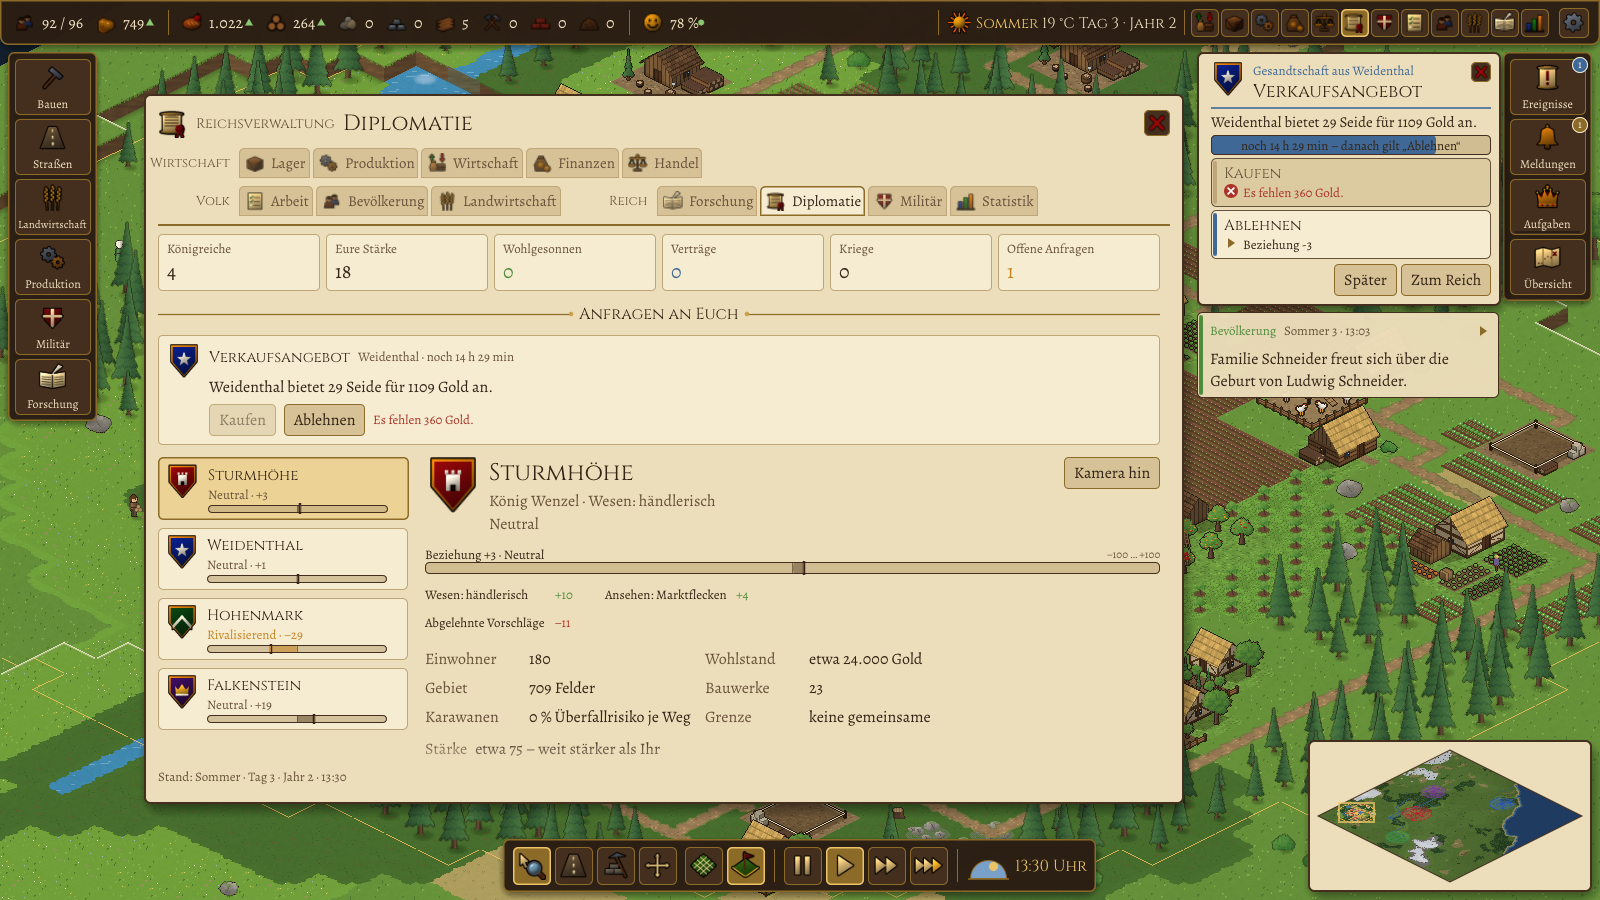 92 / 96 749 1.022 264 0 0 5 0 0 0 78 % Sommer 19 °C Tag 3 · Jahr 2
Bauen
Straßen
Landwirtschaft
Produktion
Militär
Forschung
Reichsverwaltung Diplomatie
Wirtschaft Lager Produktion Wirtschaft Finanzen Handel
Volk Arbeit Bevölkerung Landwirtschaft Reich Forschung Diplomatie Militär Statistik
Königreiche Eure Stärke Wohlgesonnen Verträge Kriege Offene Anfragen
4 18 0 0 0 1
Anfragen an Euch
Verkaufsangebot Weidenthal · noch 14 h 29 min
Weidenthal bietet 29 Seide für 1109 Gold an.
Kaufen Ablehnen Es fehlen 360 Gold.
Sturmhöhe
Neutral · +3
Weidenthal
Neutral · +1
Hohenmark
Rivalisierend · −29
Falkenstein
Neutral · +19
Sturmhöhe
Kamera hin
König Wenzel · Wesen: händlerisch
Neutral
Beziehung +3 · Neutral −100 … +100
Wesen: händlerisch +10 Ansehen: Marktflecken +4
Abgelehnte Vorschläge −11
Einwohner 180 Wohlstand etwa 24.000 Gold
Gebiet 709 Felder Bauwerke 23
Karawanen 0 % Überfallrisiko je Weg Grenze keine gemeinsame
Stärke etwa 75 – weit stärker als Ihr
Stand: Sommer · Tag 3 · Jahr 2 · 13:30
Gesandtschaft aus Weidenthal
Verkaufsangebot
Weidenthal bietet 29 Seide für 1109 Gold an.
noch 14 h 29 min – danach gilt „Ablehnen“
Kaufen
Es fehlen 360 Gold.
Ablehnen
Beziehung -3
Später Zum Reich
Bevölkerung Sommer 3 · 13:03
Familie Schneider freut sich über die
Geburt von Ludwig Schneider.
1
Ereignisse
1
Meldungen
Aufgaben
Übersicht
13:30 Uhr